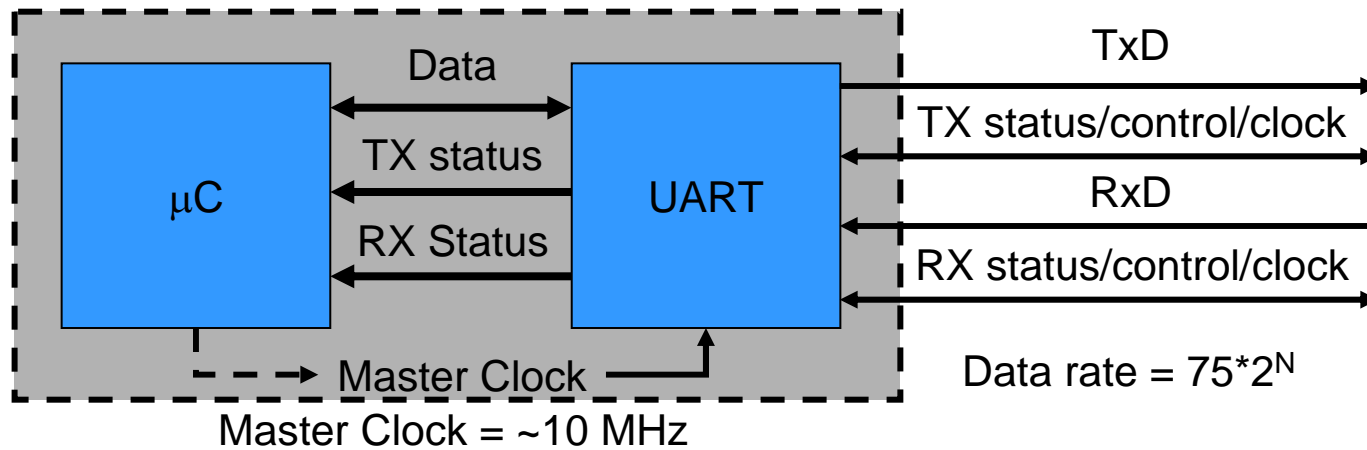 Data
TxD
TX status/control/clock
TX status
μC
UART
RxD
RX Status
RX status/control/clock
Master Clock
Data rate = 75*2ᴺ
Master Clock = ~10 MHz